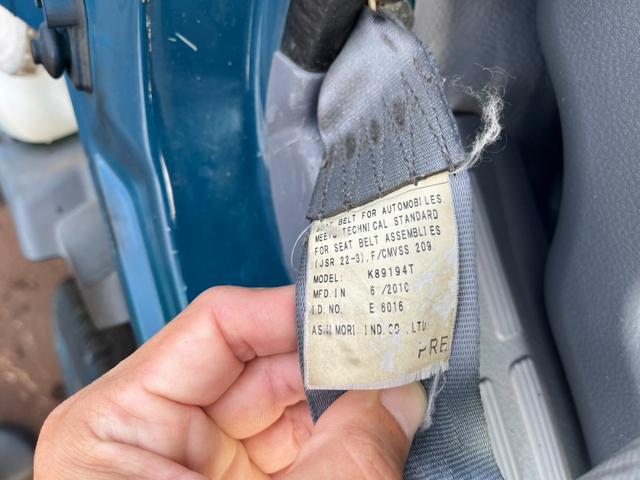 SEAT BELT FOR AUTOMOBILES.
MEETS TECHNICAL STANDARD
FOR SEAT BELT ASSEMBLIES
(JSR 22-3), F/CMVSS 209.
MODEL: K89194T
MFD.IN 6 /2010
I.D. NO. E 6016
ASHIMORI IND.CO.,LTD.
PRE